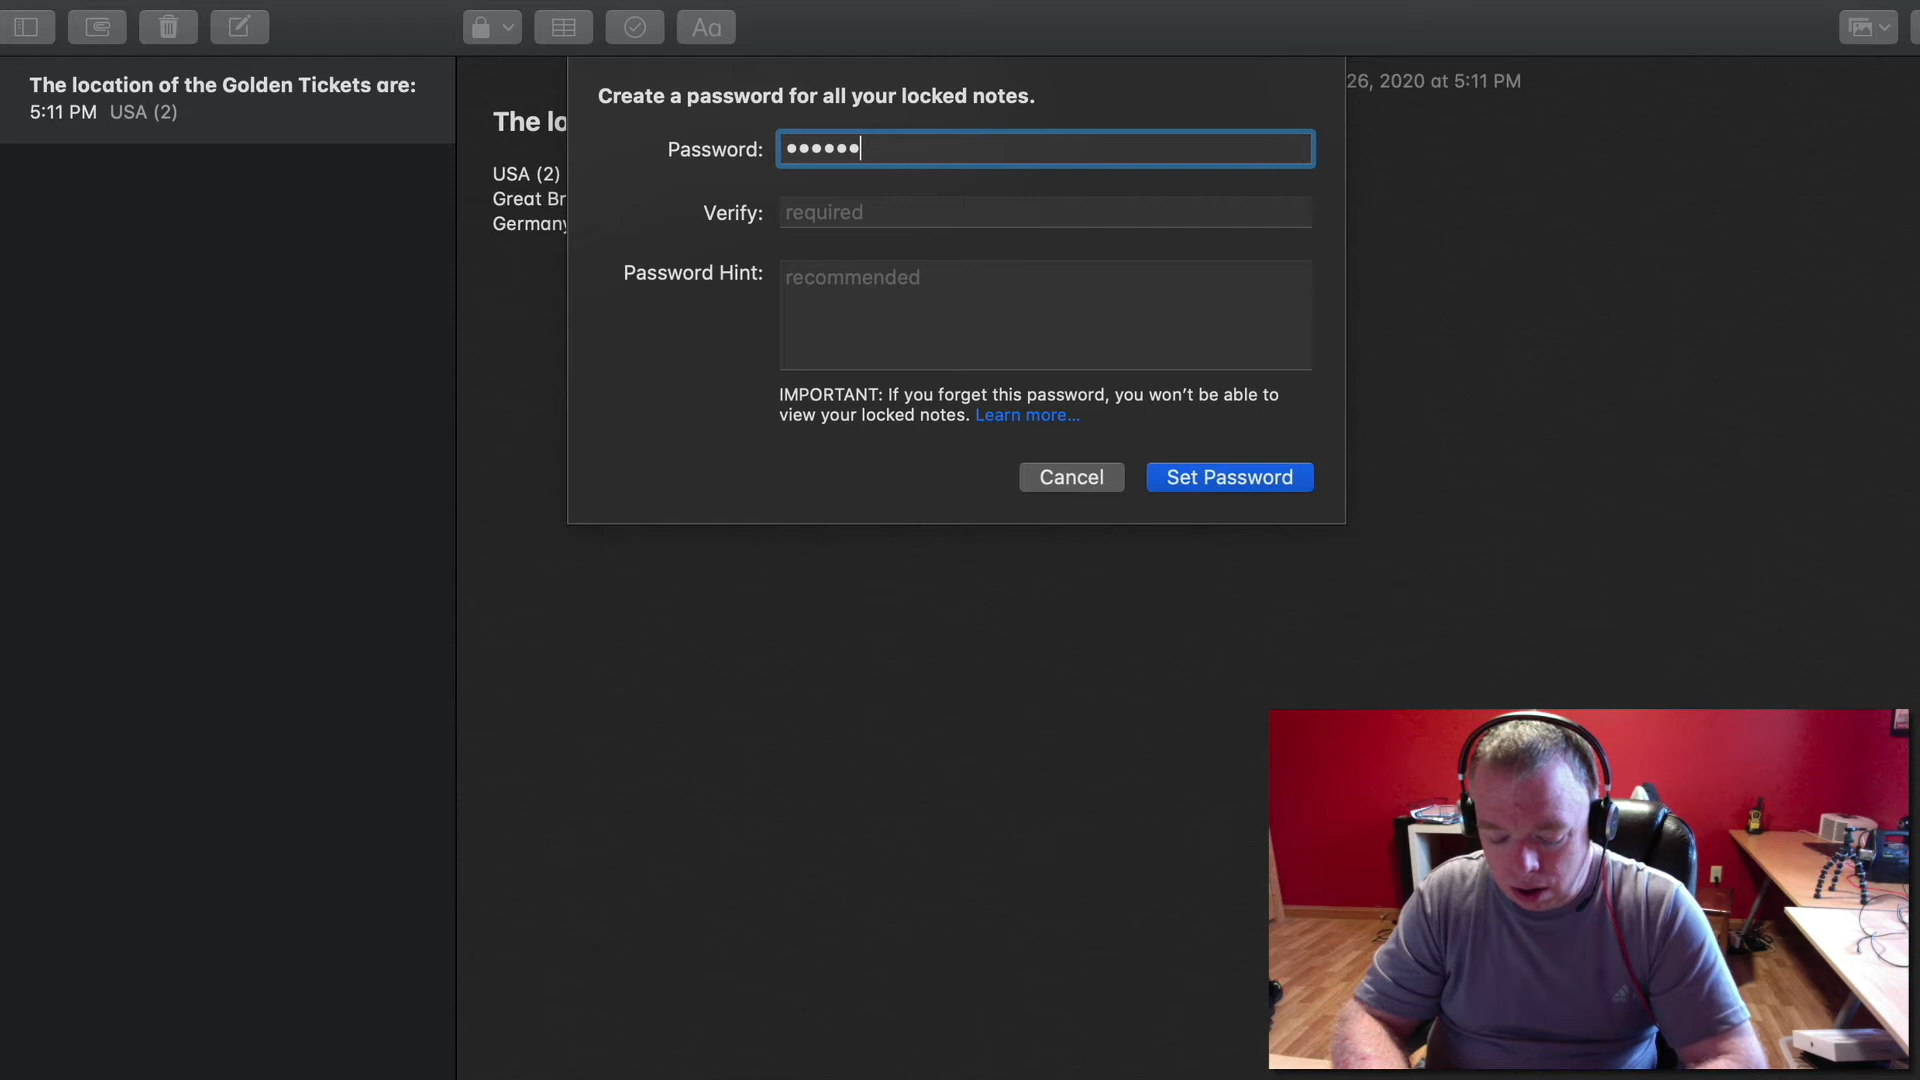 Aa
The location of the Golden Tickets are:
5:11 PM USA (2)
26, 2020 at 5:11 PM
The lo
USA (2)
Great Br
Germany
Create a password for all your locked notes.
Password: ••••••
Verify: required
Password Hint: recommended
IMPORTANT: If you forget this password, you won’t be able to
view your locked notes. Learn more...
Cancel Set Password